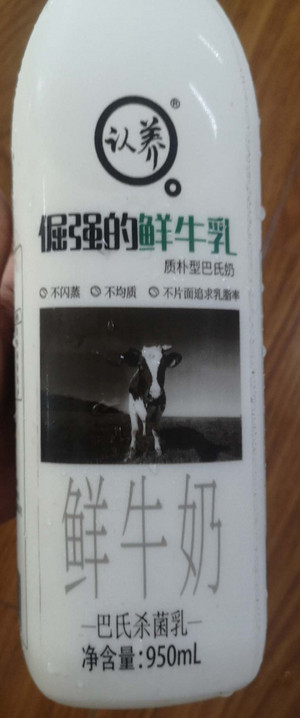 认养®
倔强的鲜牛乳
质朴型巴氏奶
不闪蒸 不均质 不片面追求乳脂率
鲜牛奶
巴氏杀菌乳
净含量:950mL